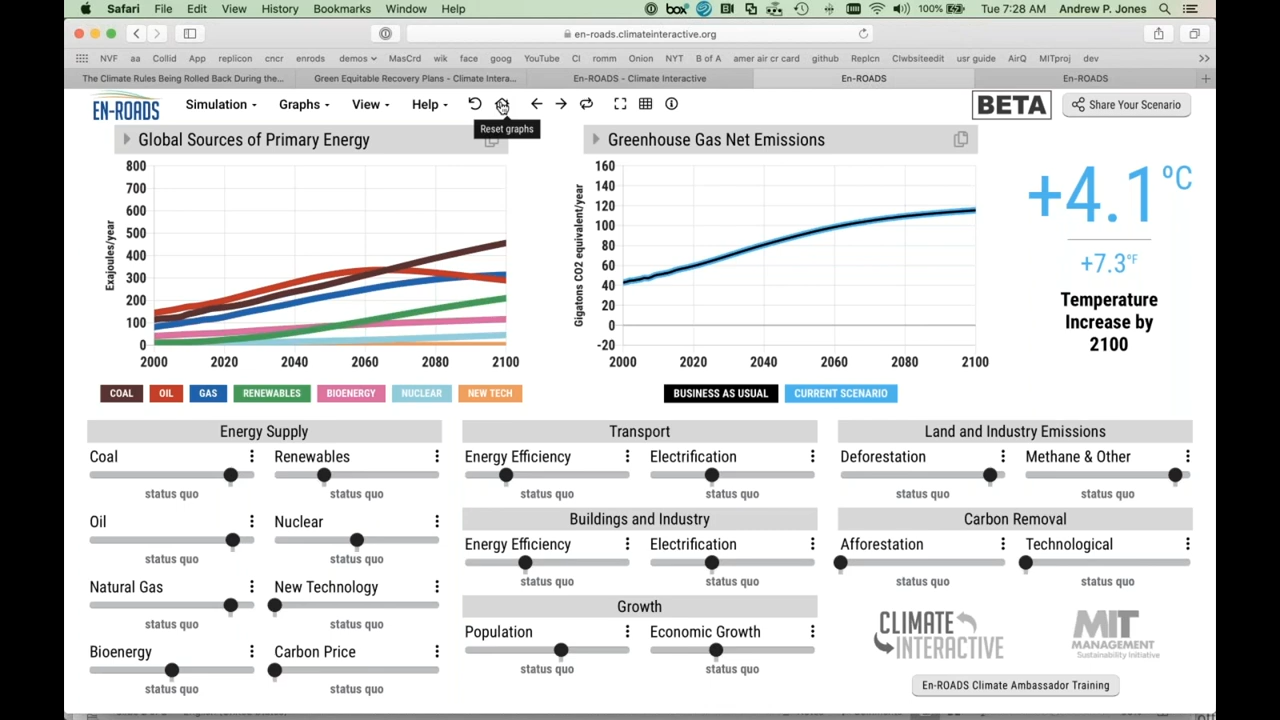 Safari File Edit View History Bookmarks Window Help box 100% Tue 7:28 AM Andrew P. Jones
en-roads.climateinteractive.org
NVF aa Collid App replicon cncr enrods demos MasCrd wik face goog YouTube CI romm Onion NYT B of A amer air cr card github Replcn Clwbsiteedit usr guide AirQ MITproj dev
The Climate Rules Being Rolled Back During the... Green Equitable Recovery Plans - Climate Intera... En-ROADS - Climate Interactive En-ROADS En-ROADS
EN-ROADS Simulation Graphs View Help BETA Share Your Scenario
Reset graphs
Global Sources of Primary Energy
800
700
600
500
400
300
200
100
0
Exajoules/year
2000 2020 2040 2060 2080 2100
COAL OIL GAS RENEWABLES BIOENERGY NUCLEAR NEW TECH
Greenhouse Gas Net Emissions
160
140
120
100
80
60
40
20
0
-20
Gigatons CO2 equivalent/year
2000 2020 2040 2060 2080 2100
BUSINESS AS USUAL CURRENT SCENARIO
+4.1°C
+7.3°F
Temperature
Increase by
2100
Energy Supply
Coal Renewables
status quo status quo
Oil Nuclear
status quo status quo
Natural Gas New Technology
status quo status quo
Bioenergy Carbon Price
status quo status quo
Transport
Energy Efficiency Electrification
status quo status quo
Buildings and Industry
Energy Efficiency Electrification
status quo status quo
Growth
Population Economic Growth
status quo status quo
Land and Industry Emissions
Deforestation Methane & Other
status quo status quo
Carbon Removal
Afforestation Technological
status quo status quo
CLIMATE
INTERACTIVE
MIT
MANAGEMENT
Sustainability Initiative
En-ROADS Climate Ambassador Training